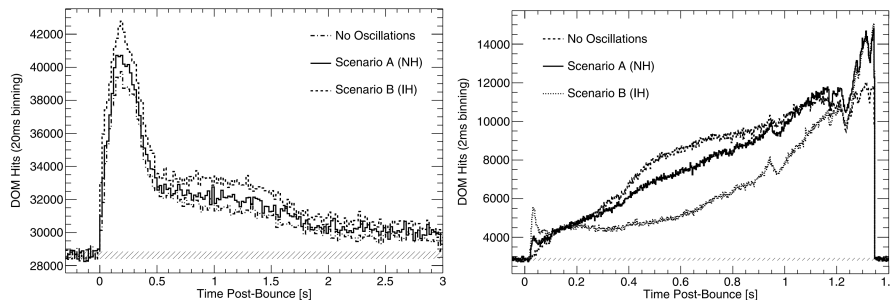 42000
40000
38000
36000
34000
32000
30000
28000
DOM Hits (20ms binning)
No Oscillations
Scenario A (NH)
Scenario B (IH)
0 0.5 1 1.5 2 2.5 3
Time Post-Bounce [s]
14000
12000
10000
8000
6000
4000
DOM Hits (2ms binning)
No Oscillations
Scenario A (NH)
Scenario B (IH)
0 0.2 0.4 0.6 0.8 1 1.2 1.
Time Post-Bounce [s]